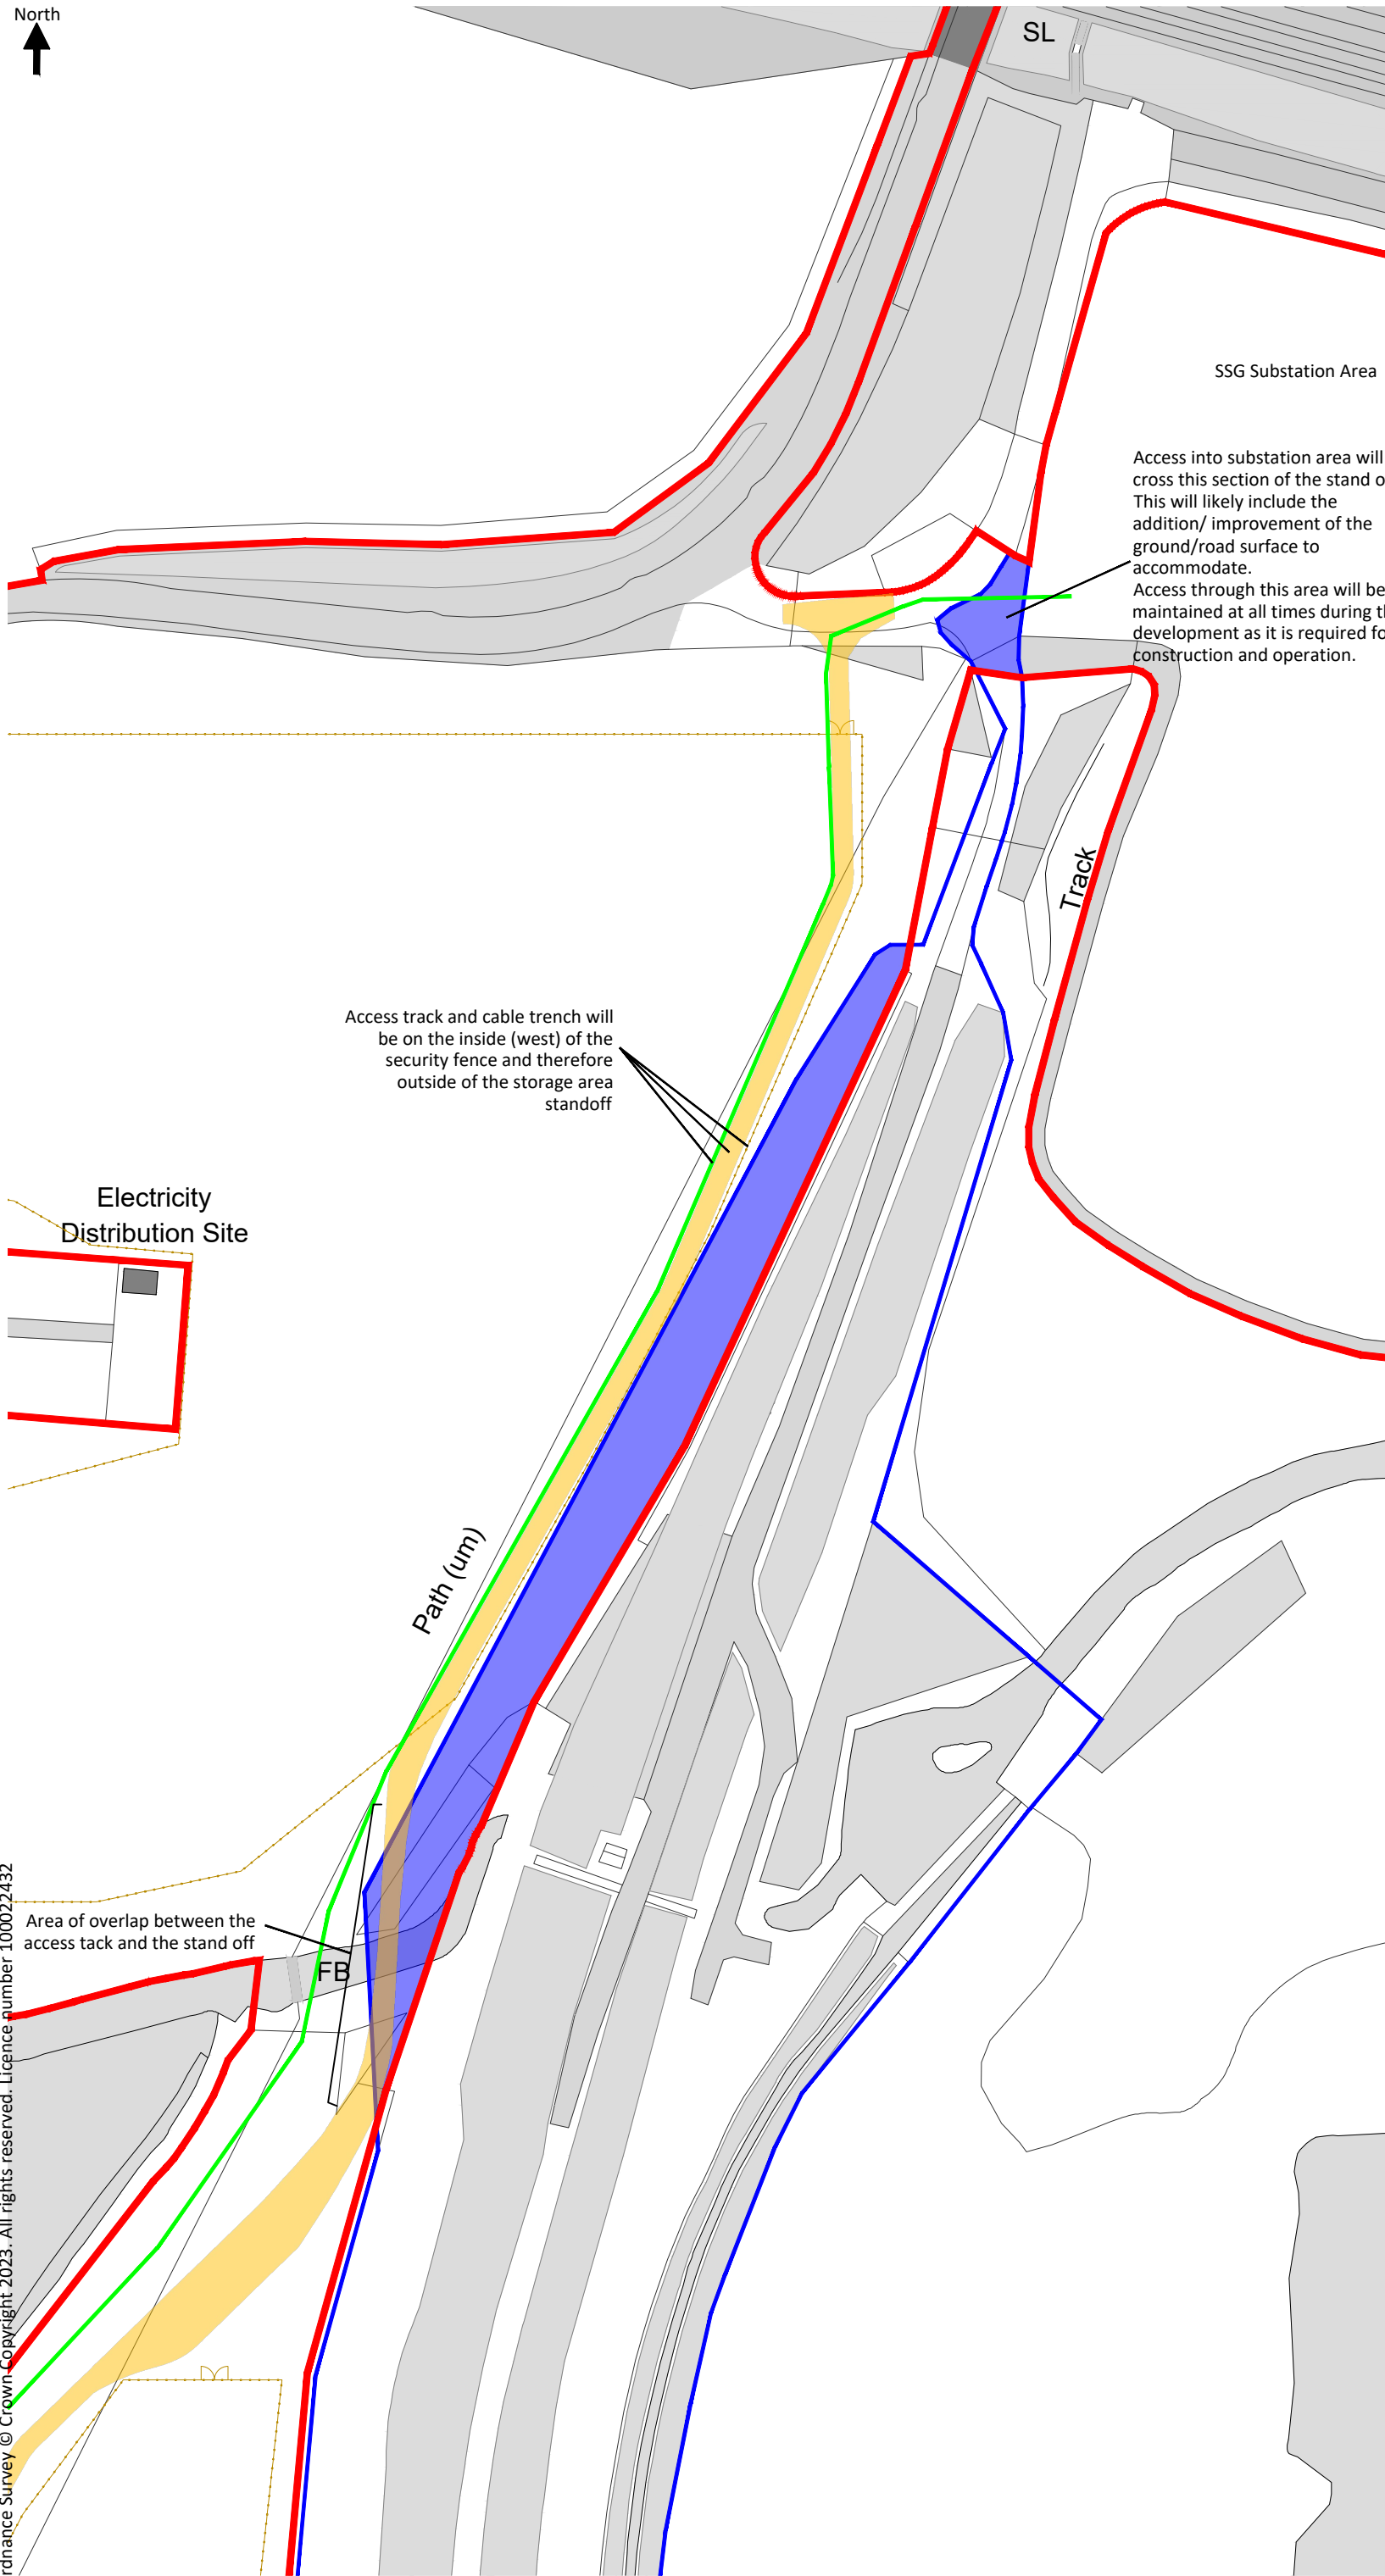 North
SL
SSG Substation Area
Access into substation area will
cross this section of the stand o
This will likely include the
addition/ improvement of the
ground/road surface to
accommodate.
Access through this area will be
maintained at all times during th
development as it is required fo
construction and operation.
Track
Access track and cable trench will
be on the inside (west) of the
security fence and therefore
outside of the storage area
standoff
Electricity
Distribution Site
Path (um)
Area of overlap between the
access tack and the stand off
FB
rdnance Survey © Crown Copyright 2023. All rights reserved. Licence number 100022432